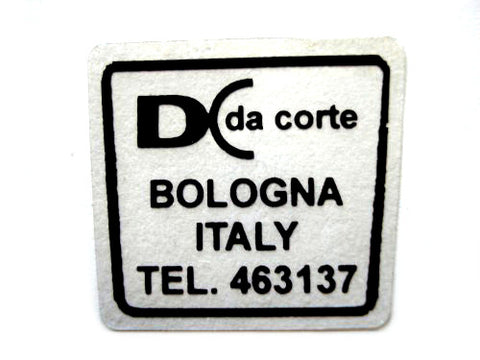 DC da corte
BOLOGNA
ITALY
TEL. 463137